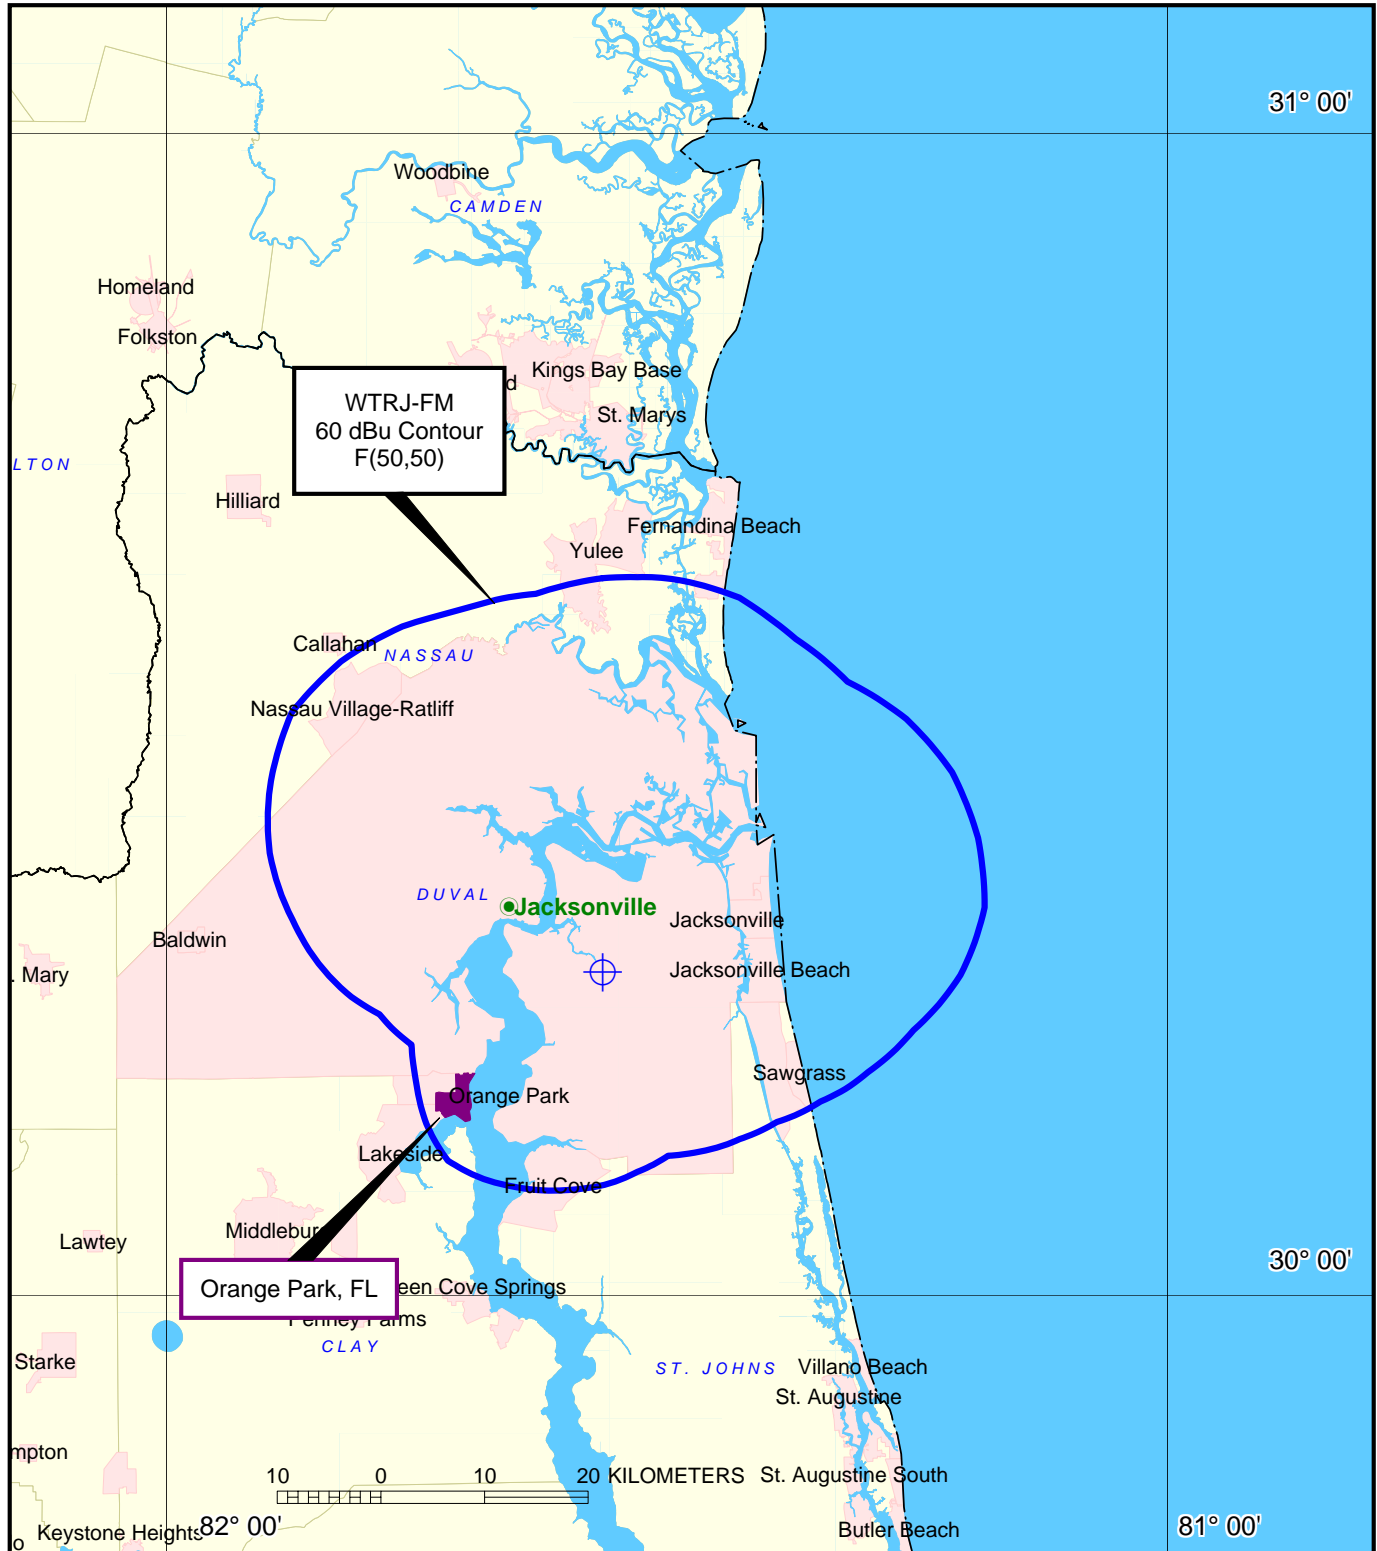 31° 00'
Woodbine
CAMDEN
Homeland
Folkston
Kings Bay Base
d
WTRJ-FM
60 dBu Contour
F(50,50)
St. Marys
LTON
Hilliard
Fernandina Beach
Yulee
Callahan
NASSAU
Nassau Village-Ratliff
DUVAL
Jacksonville
Jacksonville
Baldwin
Jacksonville Beach
. Mary
Sawgrass
Orange Park
Lakeside
Fruit Cove
Middlebur
Lawtey
30° 00'
Orange Park, FL
een Cove Springs
Penney Farms
CLAY
Starke
ST. JOHNS
Villano Beach
St. Augustine
mpton
10 0 10 20 KILOMETERS
St. Augustine South
82° 00'
81° 00'
Keystone Heights
Butler Beach
o